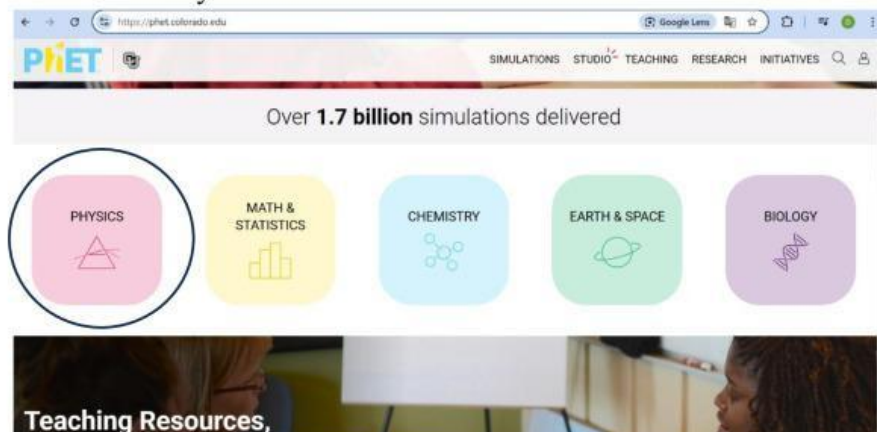 https://phet.colorado.edu
Google Lens
PhET
SIMULATIONS STUDIO TEACHING RESEARCH INITIATIVES
Over 1.7 billion simulations delivered
PHYSICS
MATH &
STATISTICS
CHEMISTRY
EARTH & SPACE
BIOLOGY
Teaching Resources,